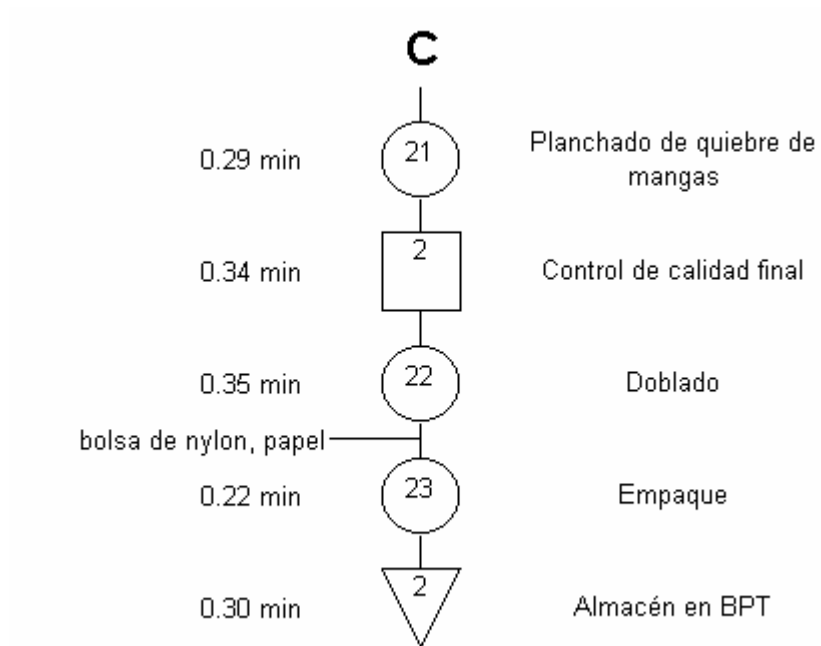 C
0.29 min 21 Planchado de quiebre de
mangas
0.34 min 2 Control de calidad final
0.35 min 22 Doblado
bolsa de nylon, papel
0.22 min 23 Empaque
0.30 min 2 Almacén en BPT